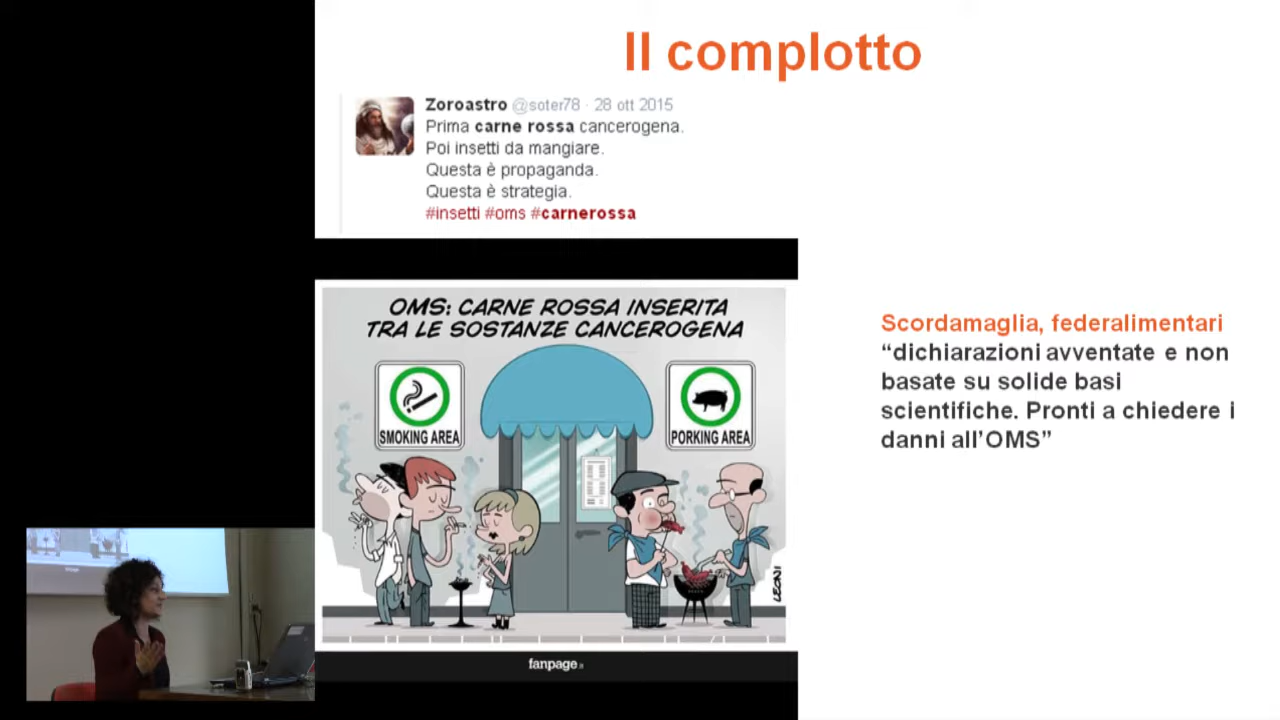 Il complotto
Zoroastro @soter78 · 28 ott 2015
Prima carne rossa cancerogena.
Poi insetti da mangiare.
Questa è propaganda.
Questa è strategia.
#insetti #oms #carnerossa
OMS: CARNE ROSSA INSERITA
TRA LE SOSTANZE CANCEROGENA
SMOKING AREA
PORKING AREA
LEONI
fanpage.it
Scordamaglia, federalimentari
“dichiarazioni avventate e non
basate su solide basi
scientifiche. Pronti a chiedere i
danni all’OMS”